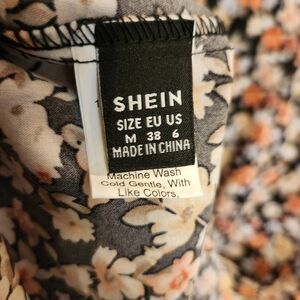 SHEIN
SIZE EU US
M 38 6
MADE IN CHINA
Machine Wash
Cold Gentle, With
Like Colors,